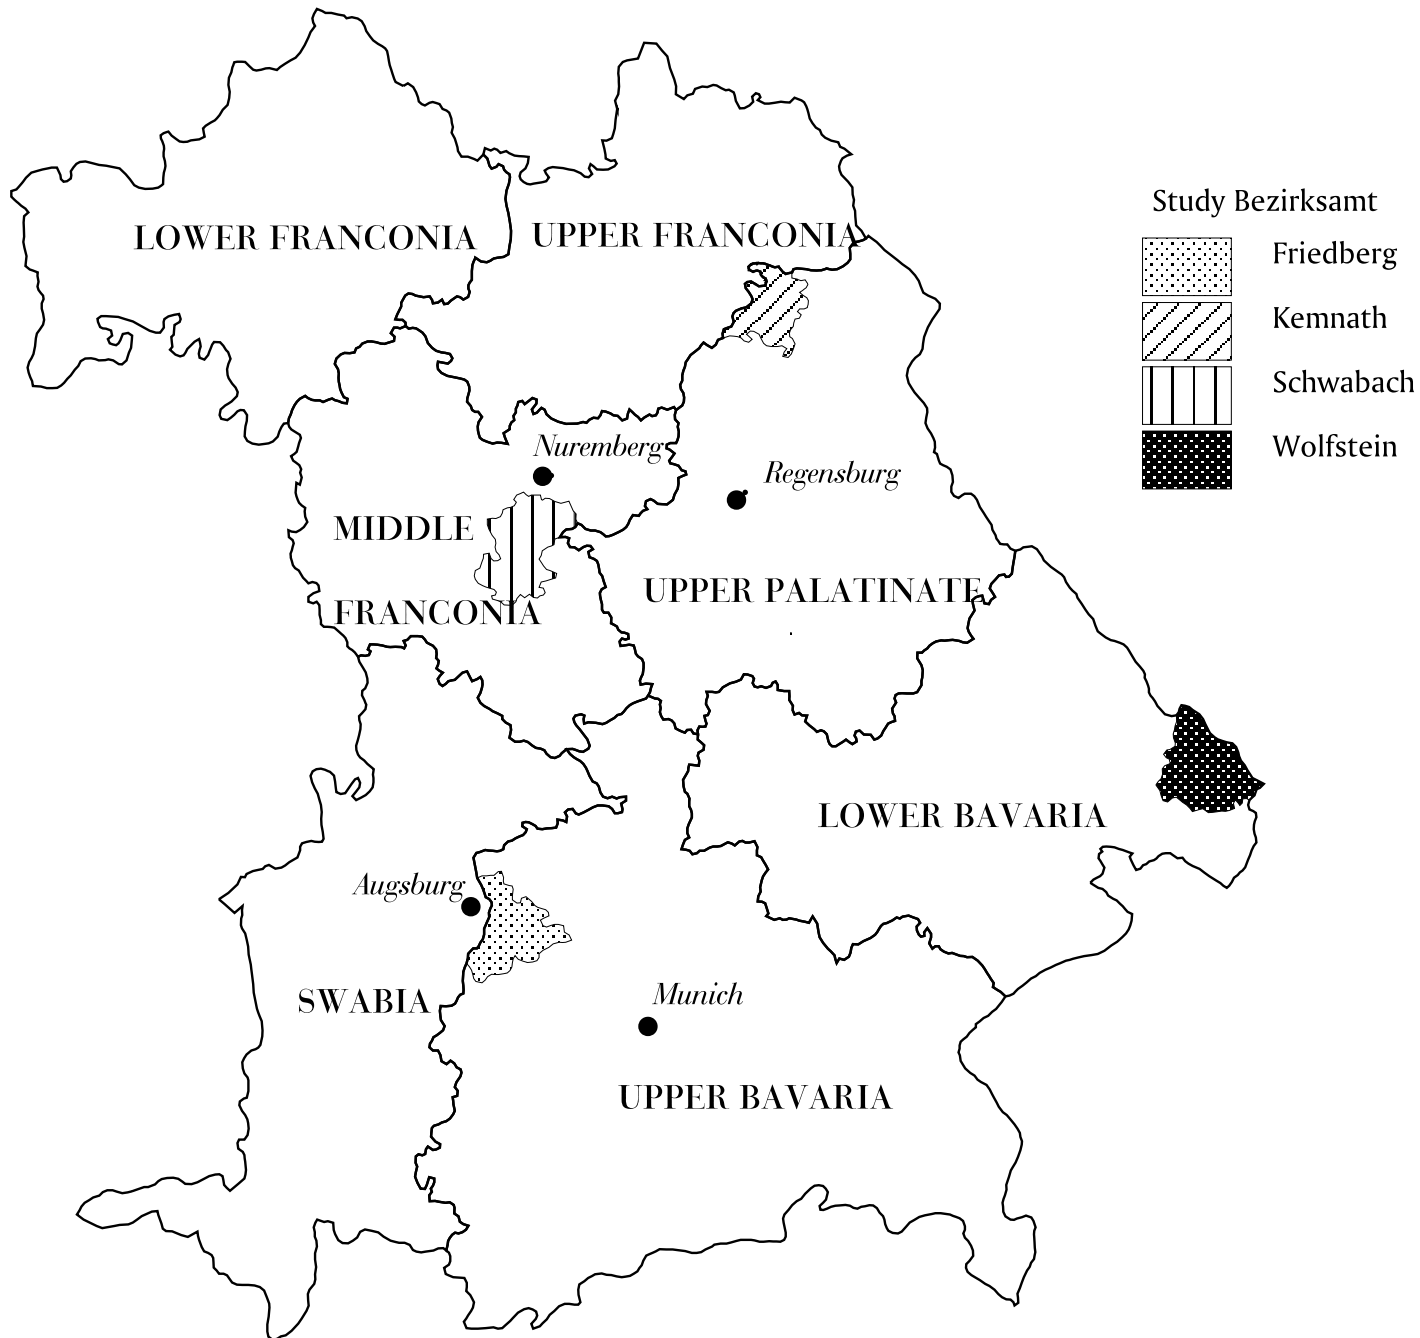 LOWER FRANCONIA
UPPER FRANCONIA
Study Bezirksamt
Friedberg
Kemnath
Schwabach
Wolfstein
Nuremberg
Regensburg
MIDDLE
FRANCONIA
UPPER PALATINATE
LOWER BAVARIA
Augsburg
SWABIA
Munich
UPPER BAVARIA